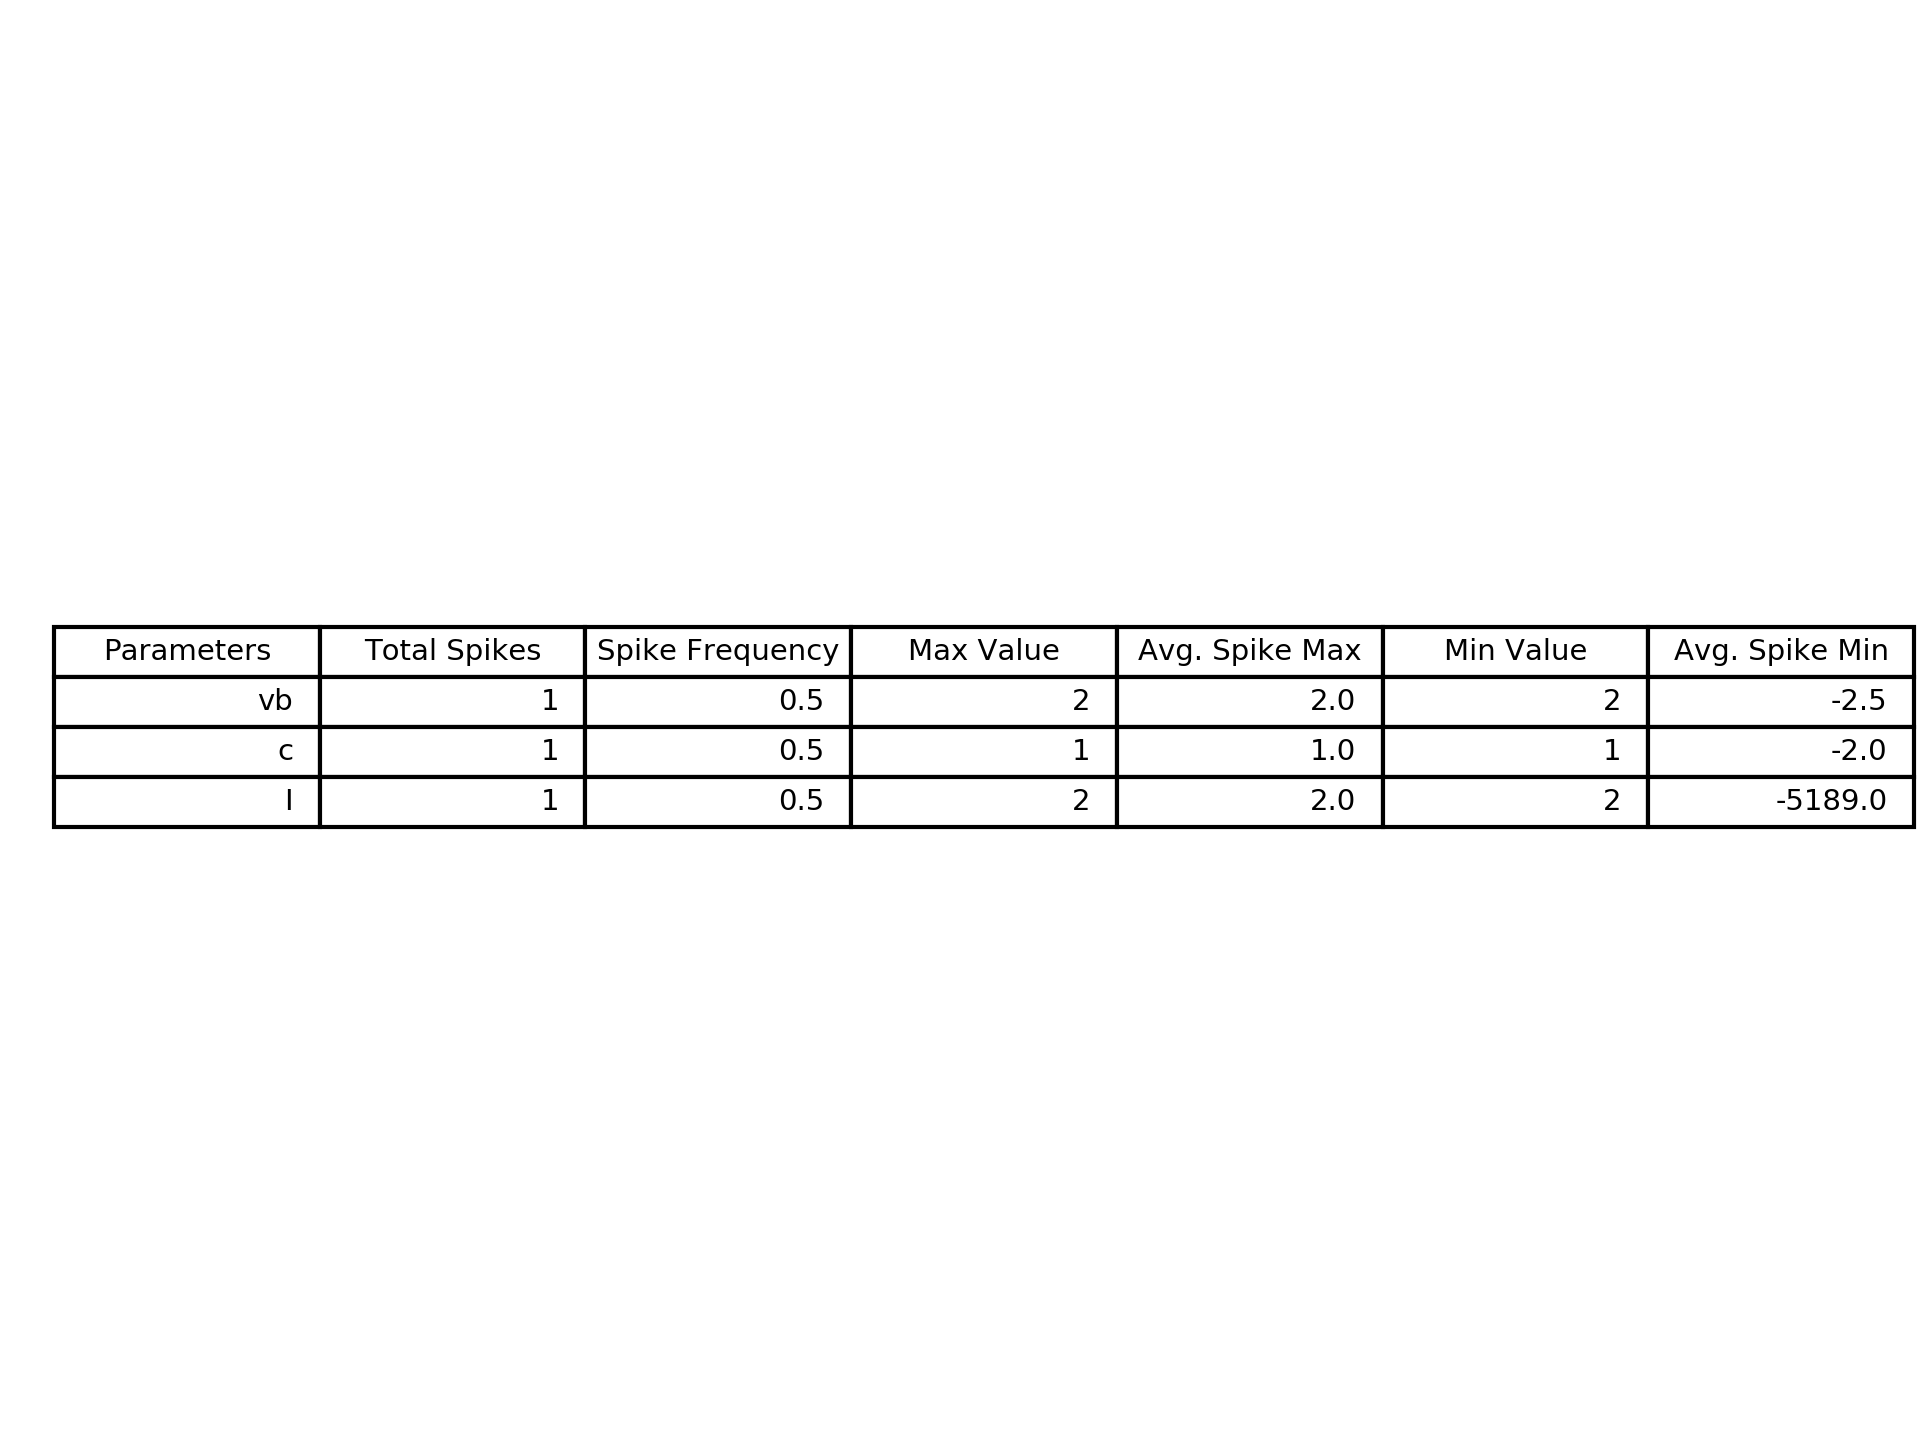 Parameters Total Spikes Spike Frequency Max Value Avg. Spike Max Min Value Avg. Spike Min
vb 1 0.5 2 2.0 2 -2.5
c 1 0.5 1 1.0 1 -2.0
I 1 0.5 2 2.0 2 -5189.0